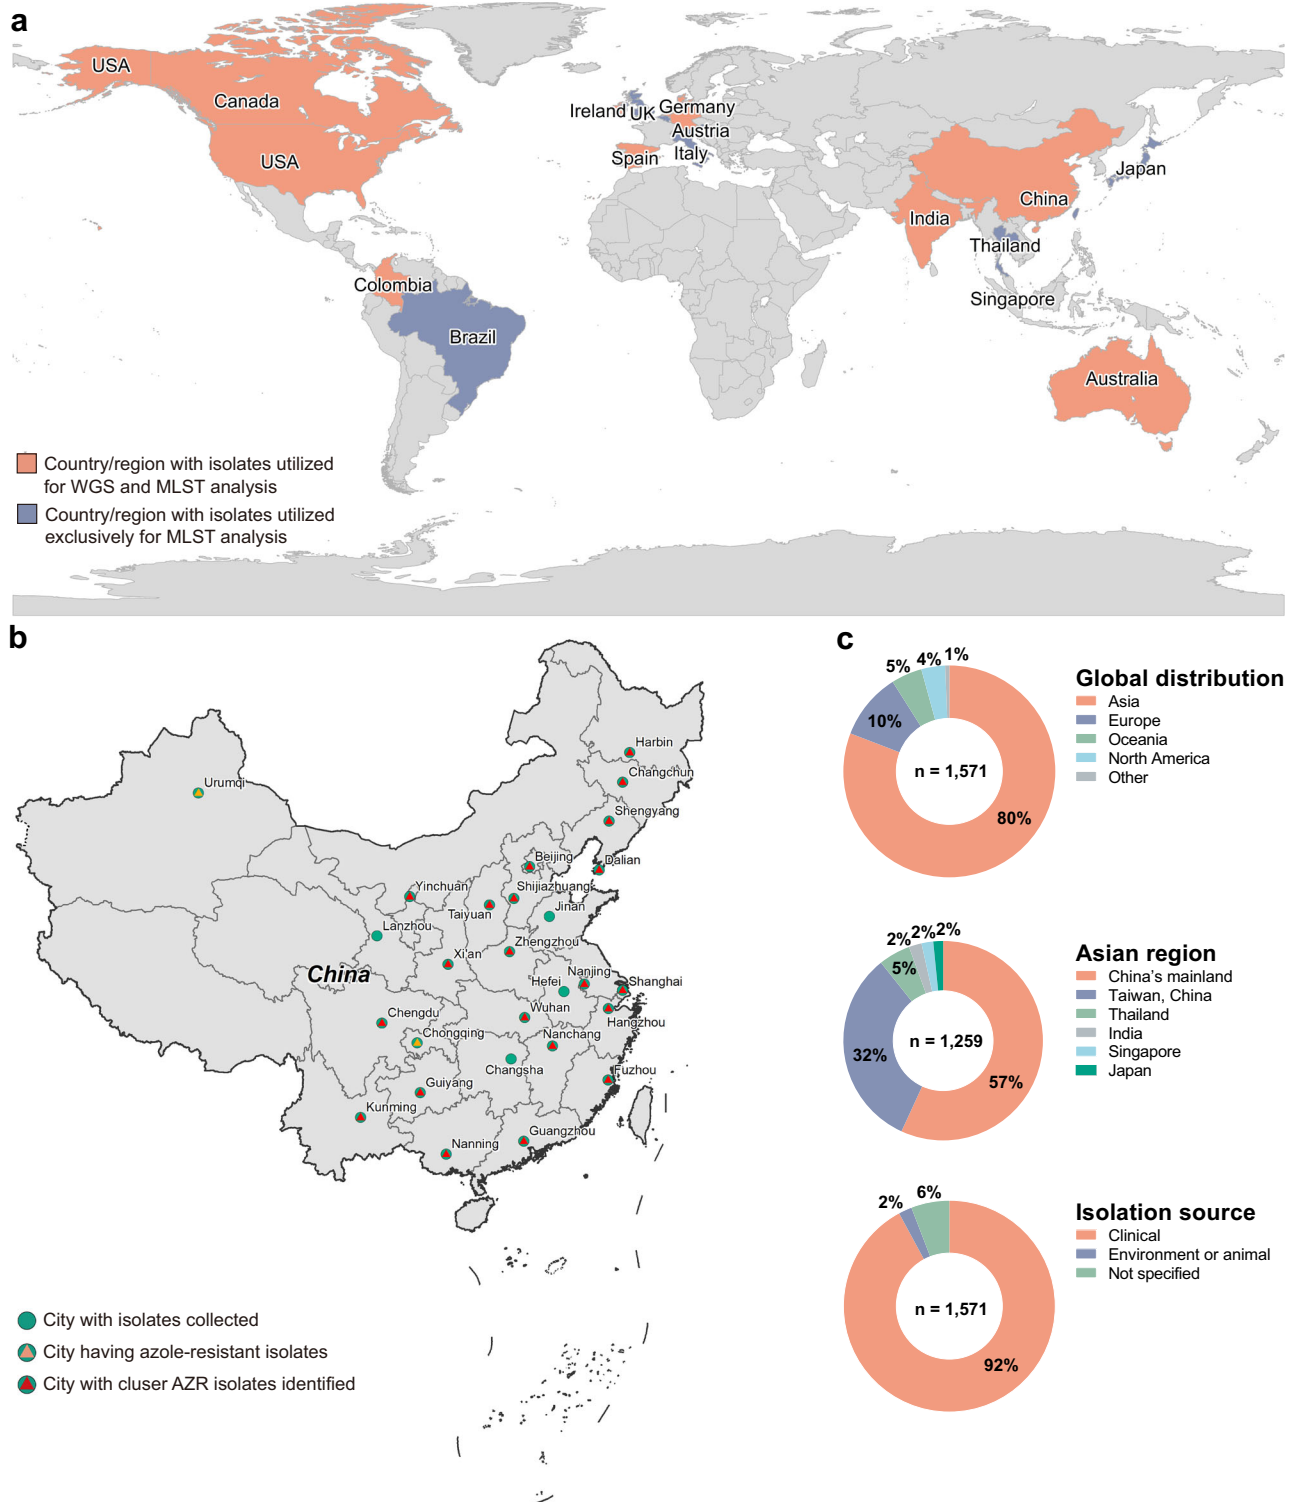 a
USA
Canada
USA
Ireland
UK
Germany
Austria
Italy
Spain
China
Japan
India
Thailand
Singapore
Colombia
Brazil
Australia
Country/region with isolates utilized
for WGS and MLST analysis
Country/region with isolates utilized
exclusively for MLST analysis
b
Harbin
Urumqi
Changchun
Shengyang
Beijing
Dalian
Yinchuan
Shijiazhuang
Taiyuan
Jinan
Lanzhou
Zhengzhou
Xi'an
China
Hefei
Nanjing
Shanghai
Chengdu
Wuhan
Hangzhou
Chongqing
Nanchang
Changsha
Guiyang
Fuzhou
Kunming
Guangzhou
Nanning
City with isolates collected
City having azole-resistant isolates
City with cluser AZR isolates identified
c
5%
4%
1%
10%
n = 1,571
80%
Global distribution
Asia
Europe
Oceania
North America
Other
2%
2%
2%
5%
32%
n = 1,259
57%
Asian region
China's mainland
Taiwan, China
Thailand
India
Singapore
Japan
2%
6%
n = 1,571
92%
Isolation source
Clinical
Environment or animal
Not specified